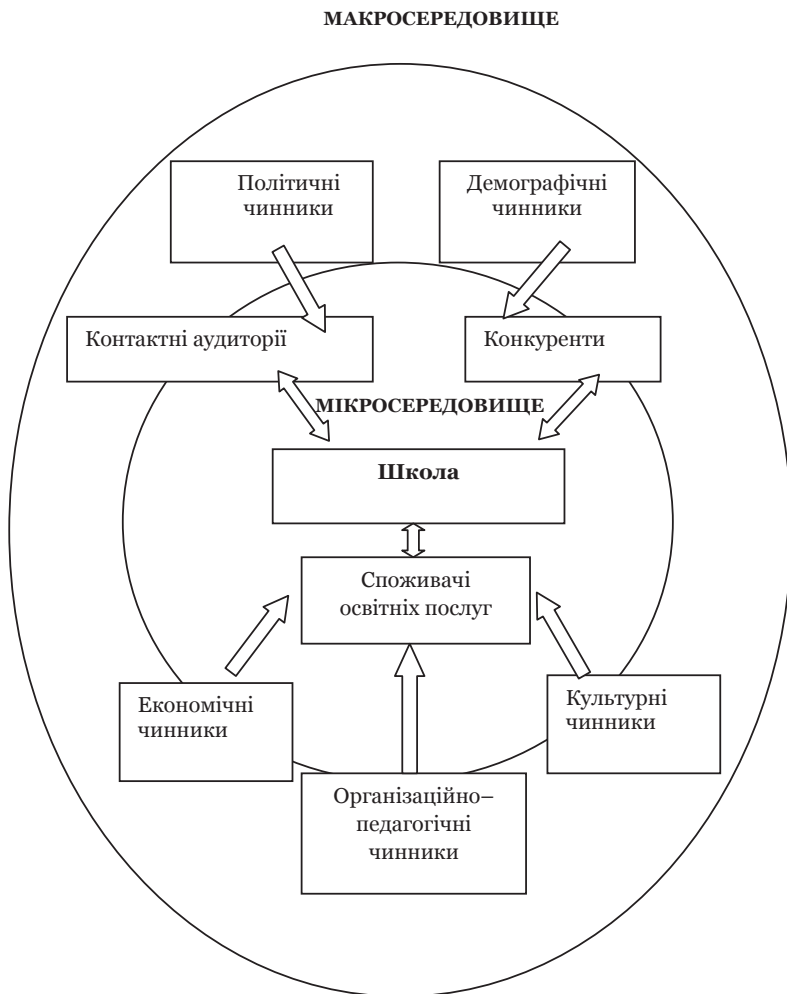 МАКРОСЕРЕДОВИЩЕ
Політичні
чинники
Демографічні
чинники
Контактні аудиторії
Конкуренти
МІКРОСЕРЕДОВИЩЕ
Школа
Споживачі
освітніх послуг
Економічні
чинники
Культурні
чинники
Організаційно–
педагогічні
чинники